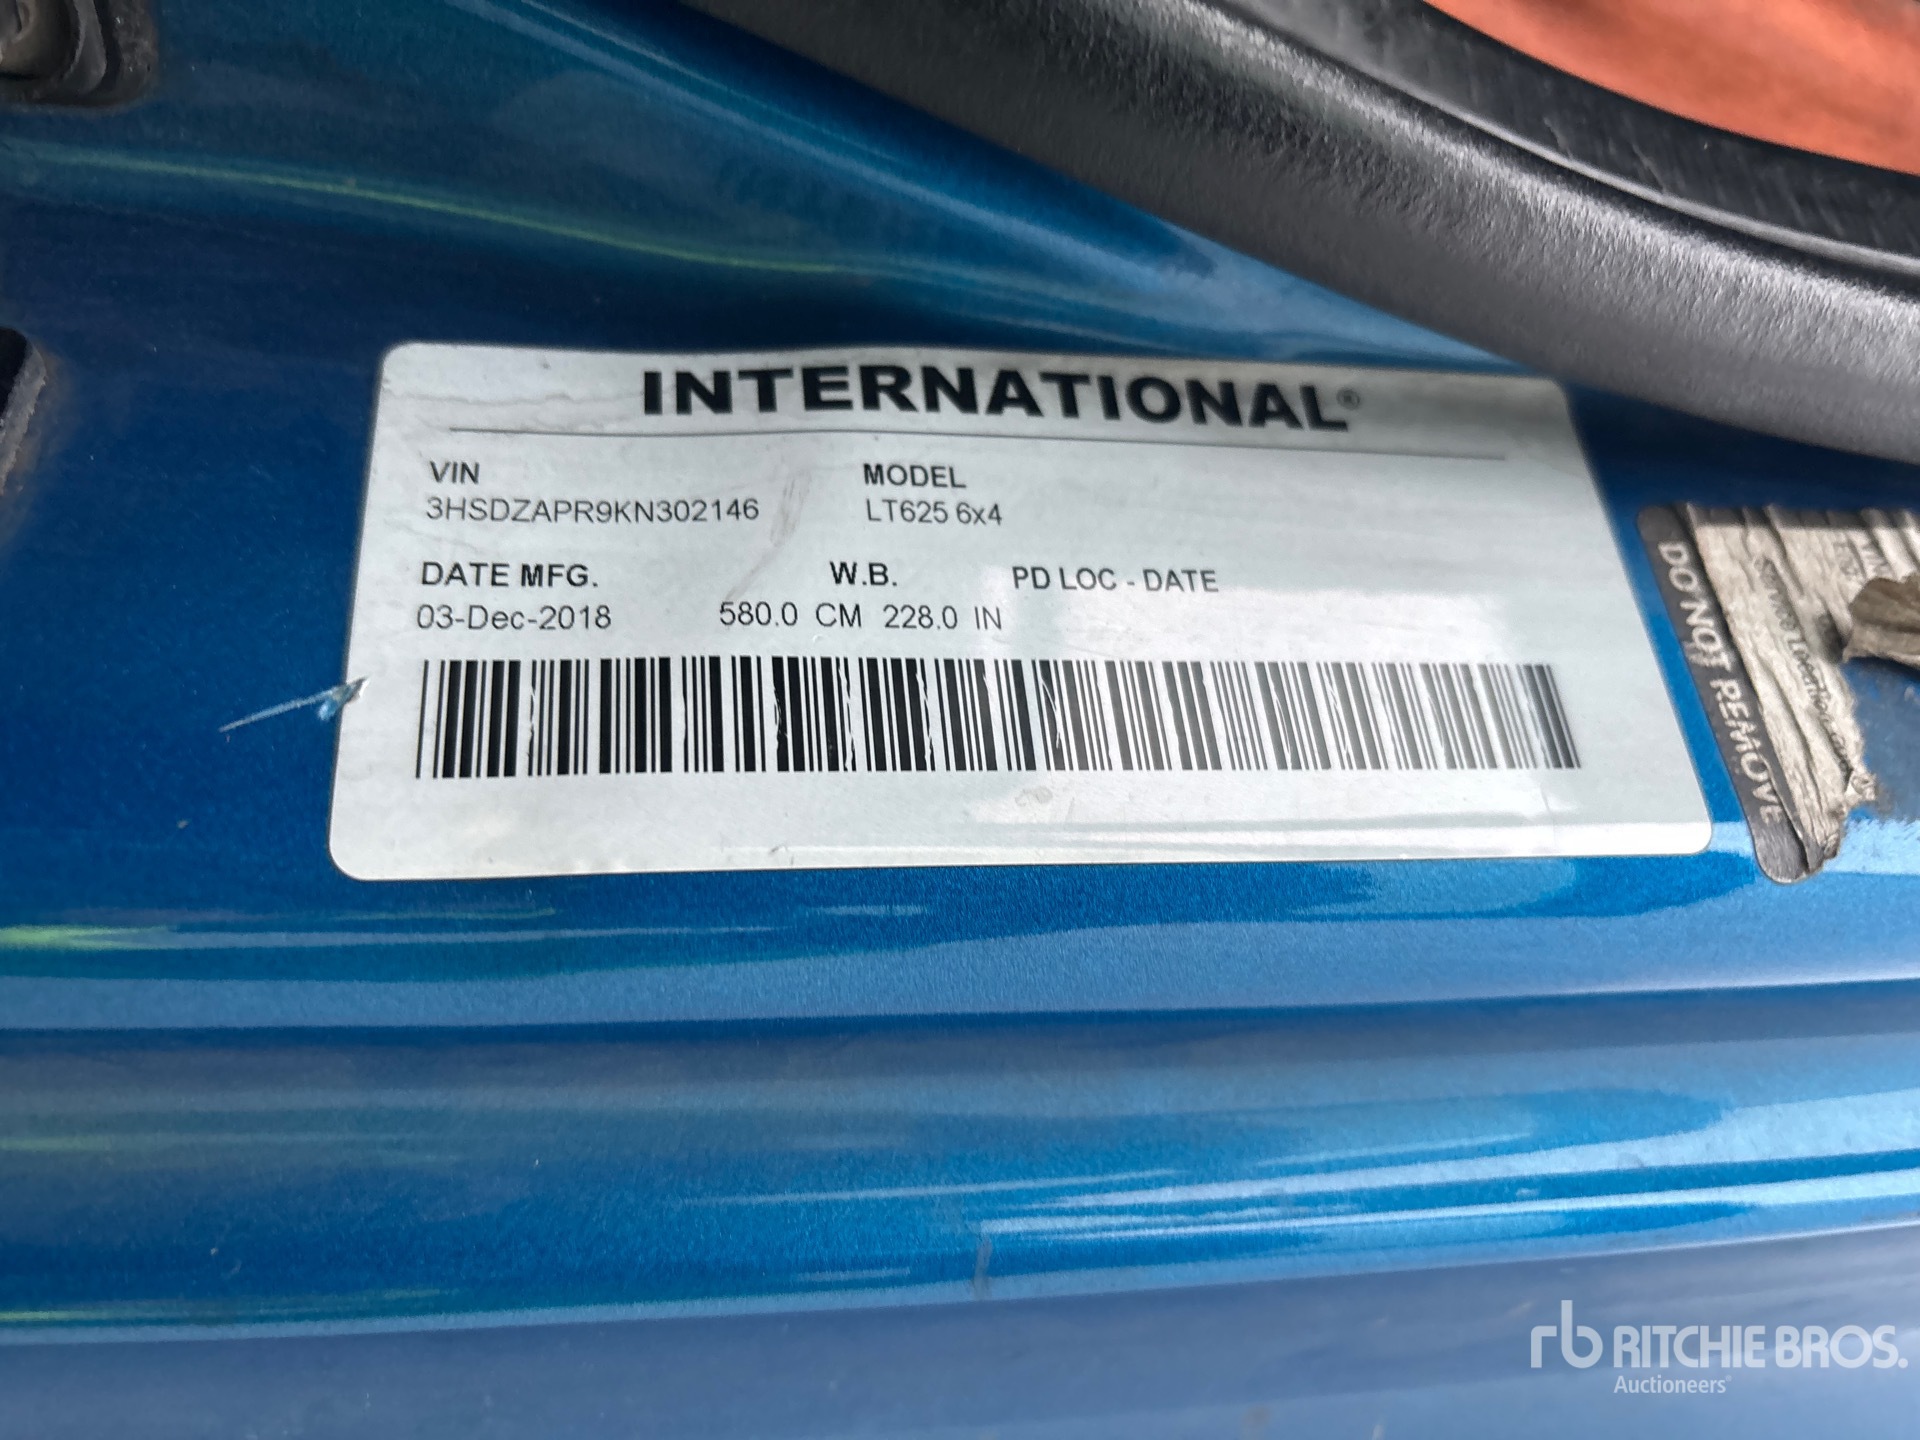 INTERNATIONAL®
VIN MODEL
3HSDZAPR9KN302146 LT625 6x4
DATE MFG. W.B. PD LOC - DATE
03-Dec-2018 580.0 CM 228.0 IN
DO NOT REMOVE
rb RITCHIE BROS.
Auctioneers